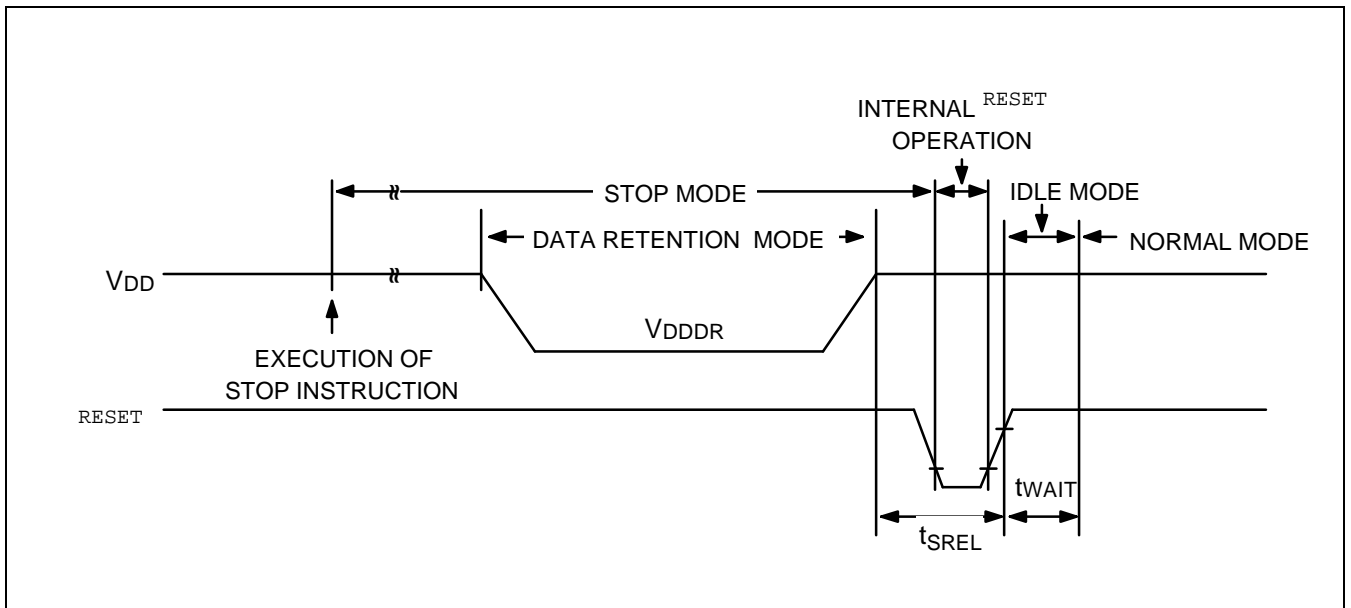 INTERNAL RESET
OPERATION
STOP MODE
IDLE MODE
DATA RETENTION MODE
NORMAL MODE
VDD
VDDDR
EXECUTION OF
STOP INSTRUCTION
RESET
tWAIT
tSREL